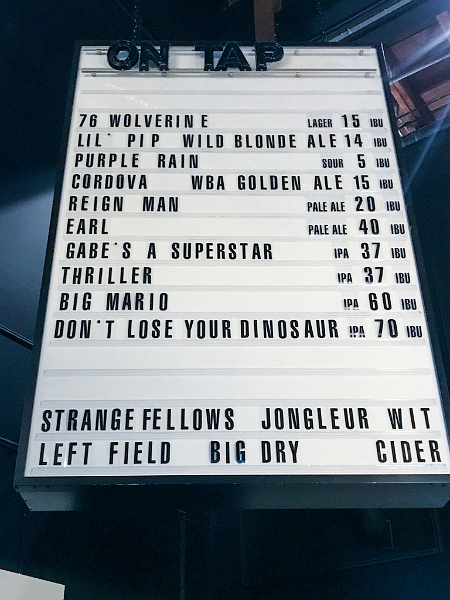 ON TAP
76 WOLVERINE LAGER 15 IBU
LIL' PIP WILD BLONDE ALE 14 IBU
PURPLE RAIN SOUR 5 IBU
CORDOVA WBA GOLDEN ALE 15 IBU
REIGN MAN PALE ALE 20 IBU
EARL PALE ALE 40 IBU
GABE'S A SUPERSTAR IPA 37 IBU
THRILLER IPA 37 IBU
BIG MARIO IPA 60 IBU
DON'T LOSE YOUR DINOSAUR IPA 70 IBU
STRANGE FELLOWS JONGLEUR WIT
LEFT FIELD BIG DRY CIDER